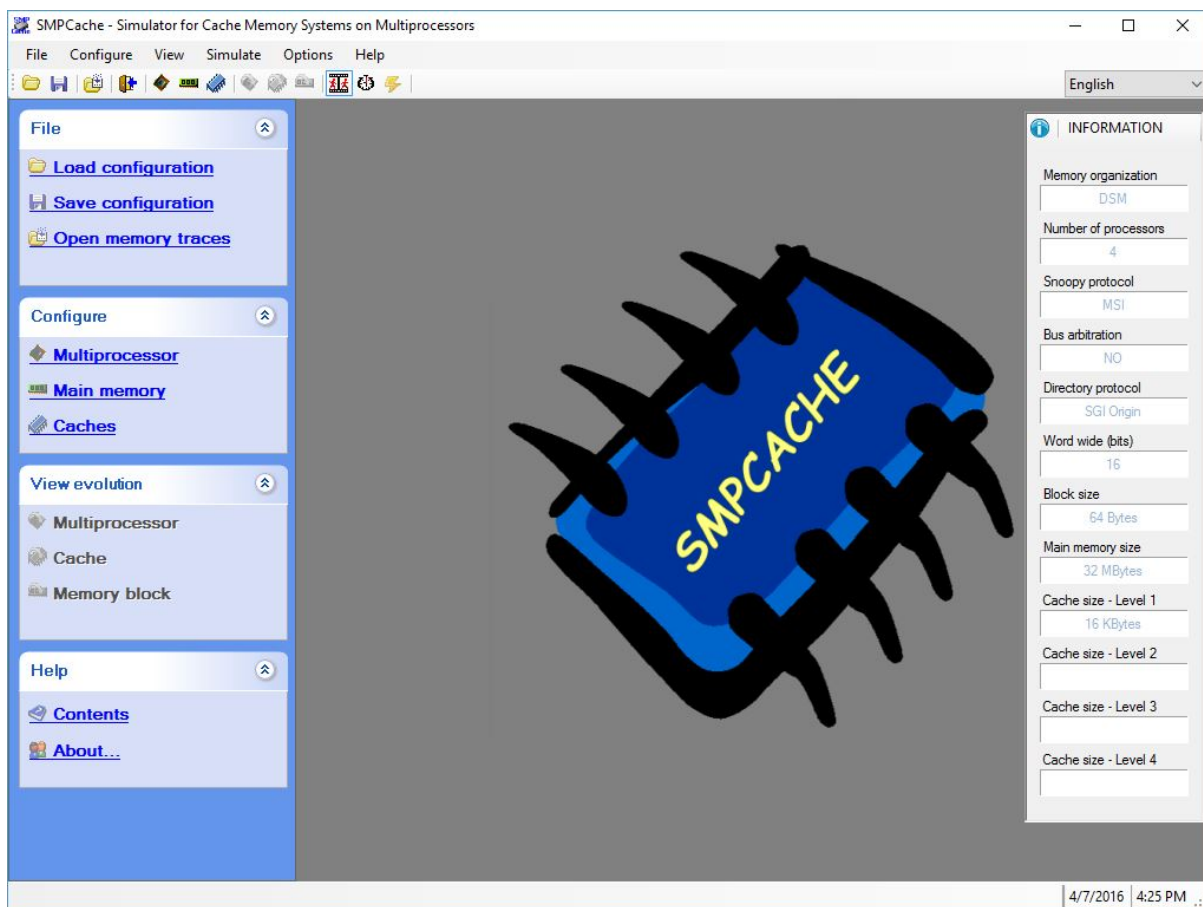 SMPCache - Simulator for Cache Memory Systems on Multiprocessors
File Configure View Simulate Options Help
English
File
Load configuration
Save configuration
Open memory traces
Configure
Multiprocessor
Main memory
Caches
View evolution
Multiprocessor
Cache
Memory block
Help
Contents
About...
SMPCACHE
INFORMATION
Memory organization
DSM
Number of processors
4
Snoopy protocol
MSI
Bus arbitration
NO
Directory protocol
SGI Origin
Word wide (bits)
16
Block size
64 Bytes
Main memory size
32 MBytes
Cache size - Level 1
16 KBytes
Cache size - Level 2
Cache size - Level 3
Cache size - Level 4
4/7/2016 4:25 PM